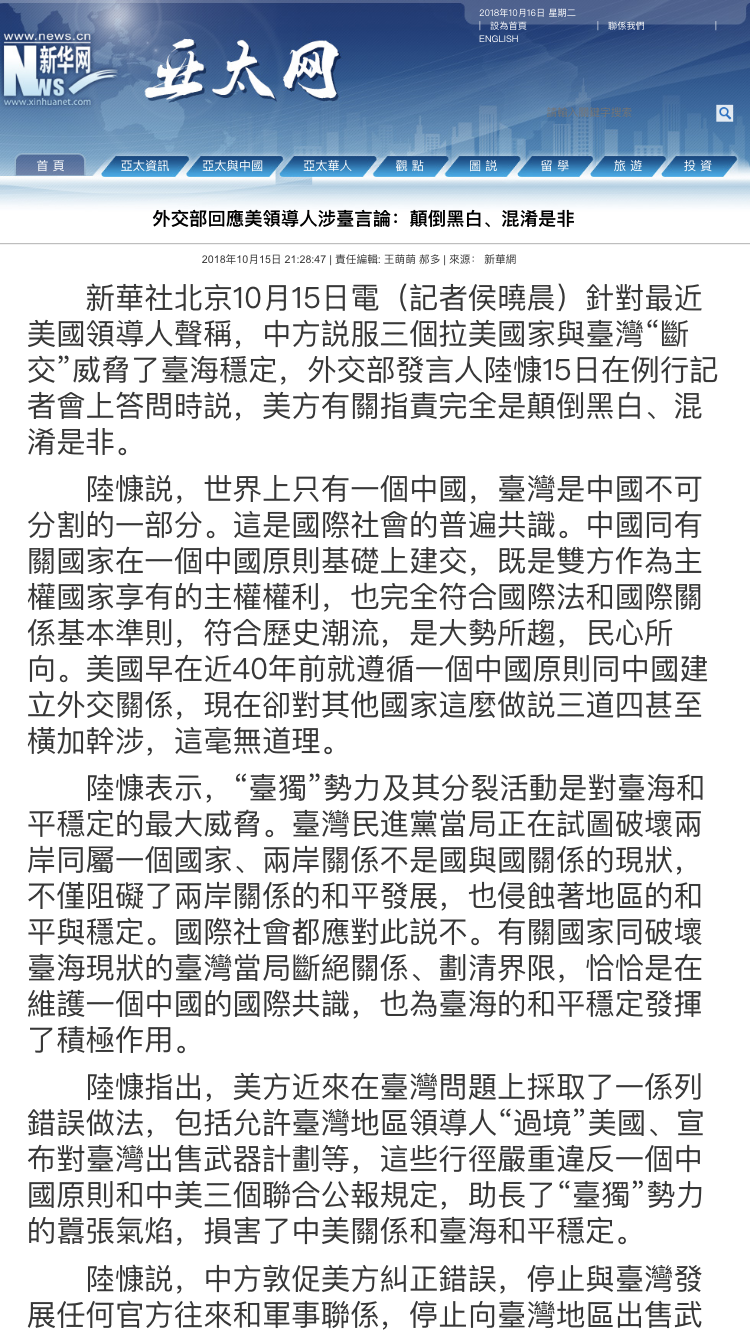 2018年10月16日 星期二
| 設為首頁 | 聯係我們 |
ENGLISH
www.news.cn
新华网
NEWS
www.xinhuanet.com
亚太网
首 頁 亞太資訊 亞太與中國 亞太華人 觀 點 圖 説 留 學 旅 遊 投 資
外交部回應美領導人涉臺言論：顛倒黑白、混淆是非
2018年10月15日 21:28:47 | 責任編輯: 王萌萌 郝多 | 來源： 新華網
新華社北京10月15日電（記者侯曉晨）針對最近
美國領導人聲稱，中方説服三個拉美國家與臺灣“斷
交”威脅了臺海穩定，外交部發言人陸慷15日在例行記
者會上答問時説，美方有關指責完全是顛倒黑白、混
淆是非。
陸慷説，世界上只有一個中國，臺灣是中國不可
分割的一部分。這是國際社會的普遍共識。中國同有
關國家在一個中國原則基礎上建交，既是雙方作為主
權國家享有的主權權利，也完全符合國際法和國際關
係基本準則，符合歷史潮流，是大勢所趨，民心所
向。美國早在近40年前就遵循一個中國原則同中國建
立外交關係，現在卻對其他國家這麼做説三道四甚至
橫加幹涉，這毫無道理。
陸慷表示，“臺獨”勢力及其分裂活動是對臺海和
平穩定的最大威脅。臺灣民進黨當局正在試圖破壞兩
岸同屬一個國家、兩岸關係不是國與國關係的現狀，
不僅阻礙了兩岸關係的和平發展，也侵蝕著地區的和
平與穩定。國際社會都應對此説不。有關國家同破壞
臺海現狀的臺灣當局斷絕關係、劃清界限，恰恰是在
維護一個中國的國際共識，也為臺海的和平穩定發揮
了積極作用。
陸慷指出，美方近來在臺灣問題上採取了一係列
錯誤做法，包括允許臺灣地區領導人“過境”美國、宣
布對臺灣出售武器計劃等，這些行徑嚴重違反一個中
國原則和中美三個聯合公報規定，助長了“臺獨”勢力
的囂張氣焰，損害了中美關係和臺海和平穩定。
陸慷説，中方敦促美方糾正錯誤，停止與臺灣發
展任何官方往來和軍事聯係，停止向臺灣地區出售武